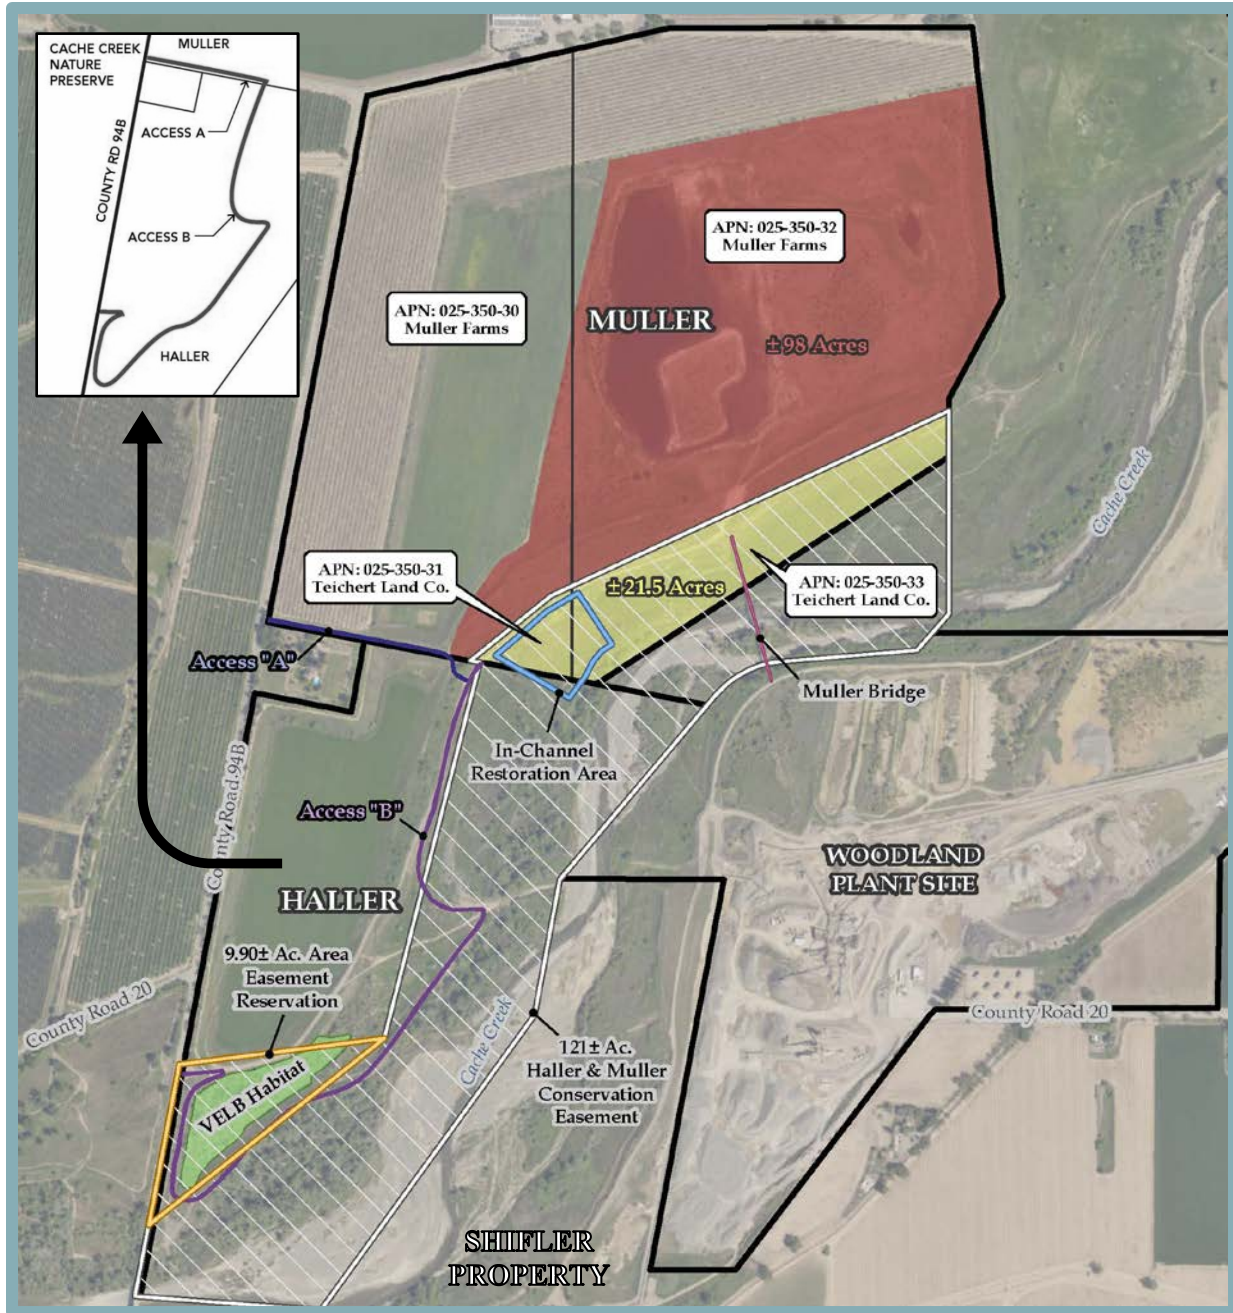 CACHE CREEK
NATURE
PRESERVE
MULLER
ACCESS A
COUNTY RD 94B
ACCESS B
HALLER
APN: 025-350-32
Muller Farms
APN: 025-350-30
Muller Farms
MULLER
±98 Acres
Cache Creek
APN: 025-350-31
Teichert Land Co.
±21.5 Acres
APN: 025-350-33
Teichert Land Co.
Access "A"
Muller Bridge
In-Channel
Restoration Area
County Road 94B
Access "B"
WOODLAND
PLANT SITE
HALLER
9.90± Ac. Area
Easement
Reservation
County Road 20
County Road 20
Cache Creek
121± Ac.
Haller & Muller
Conservation
Easement
VELB Habitat
SHIFLER
PROPERTY